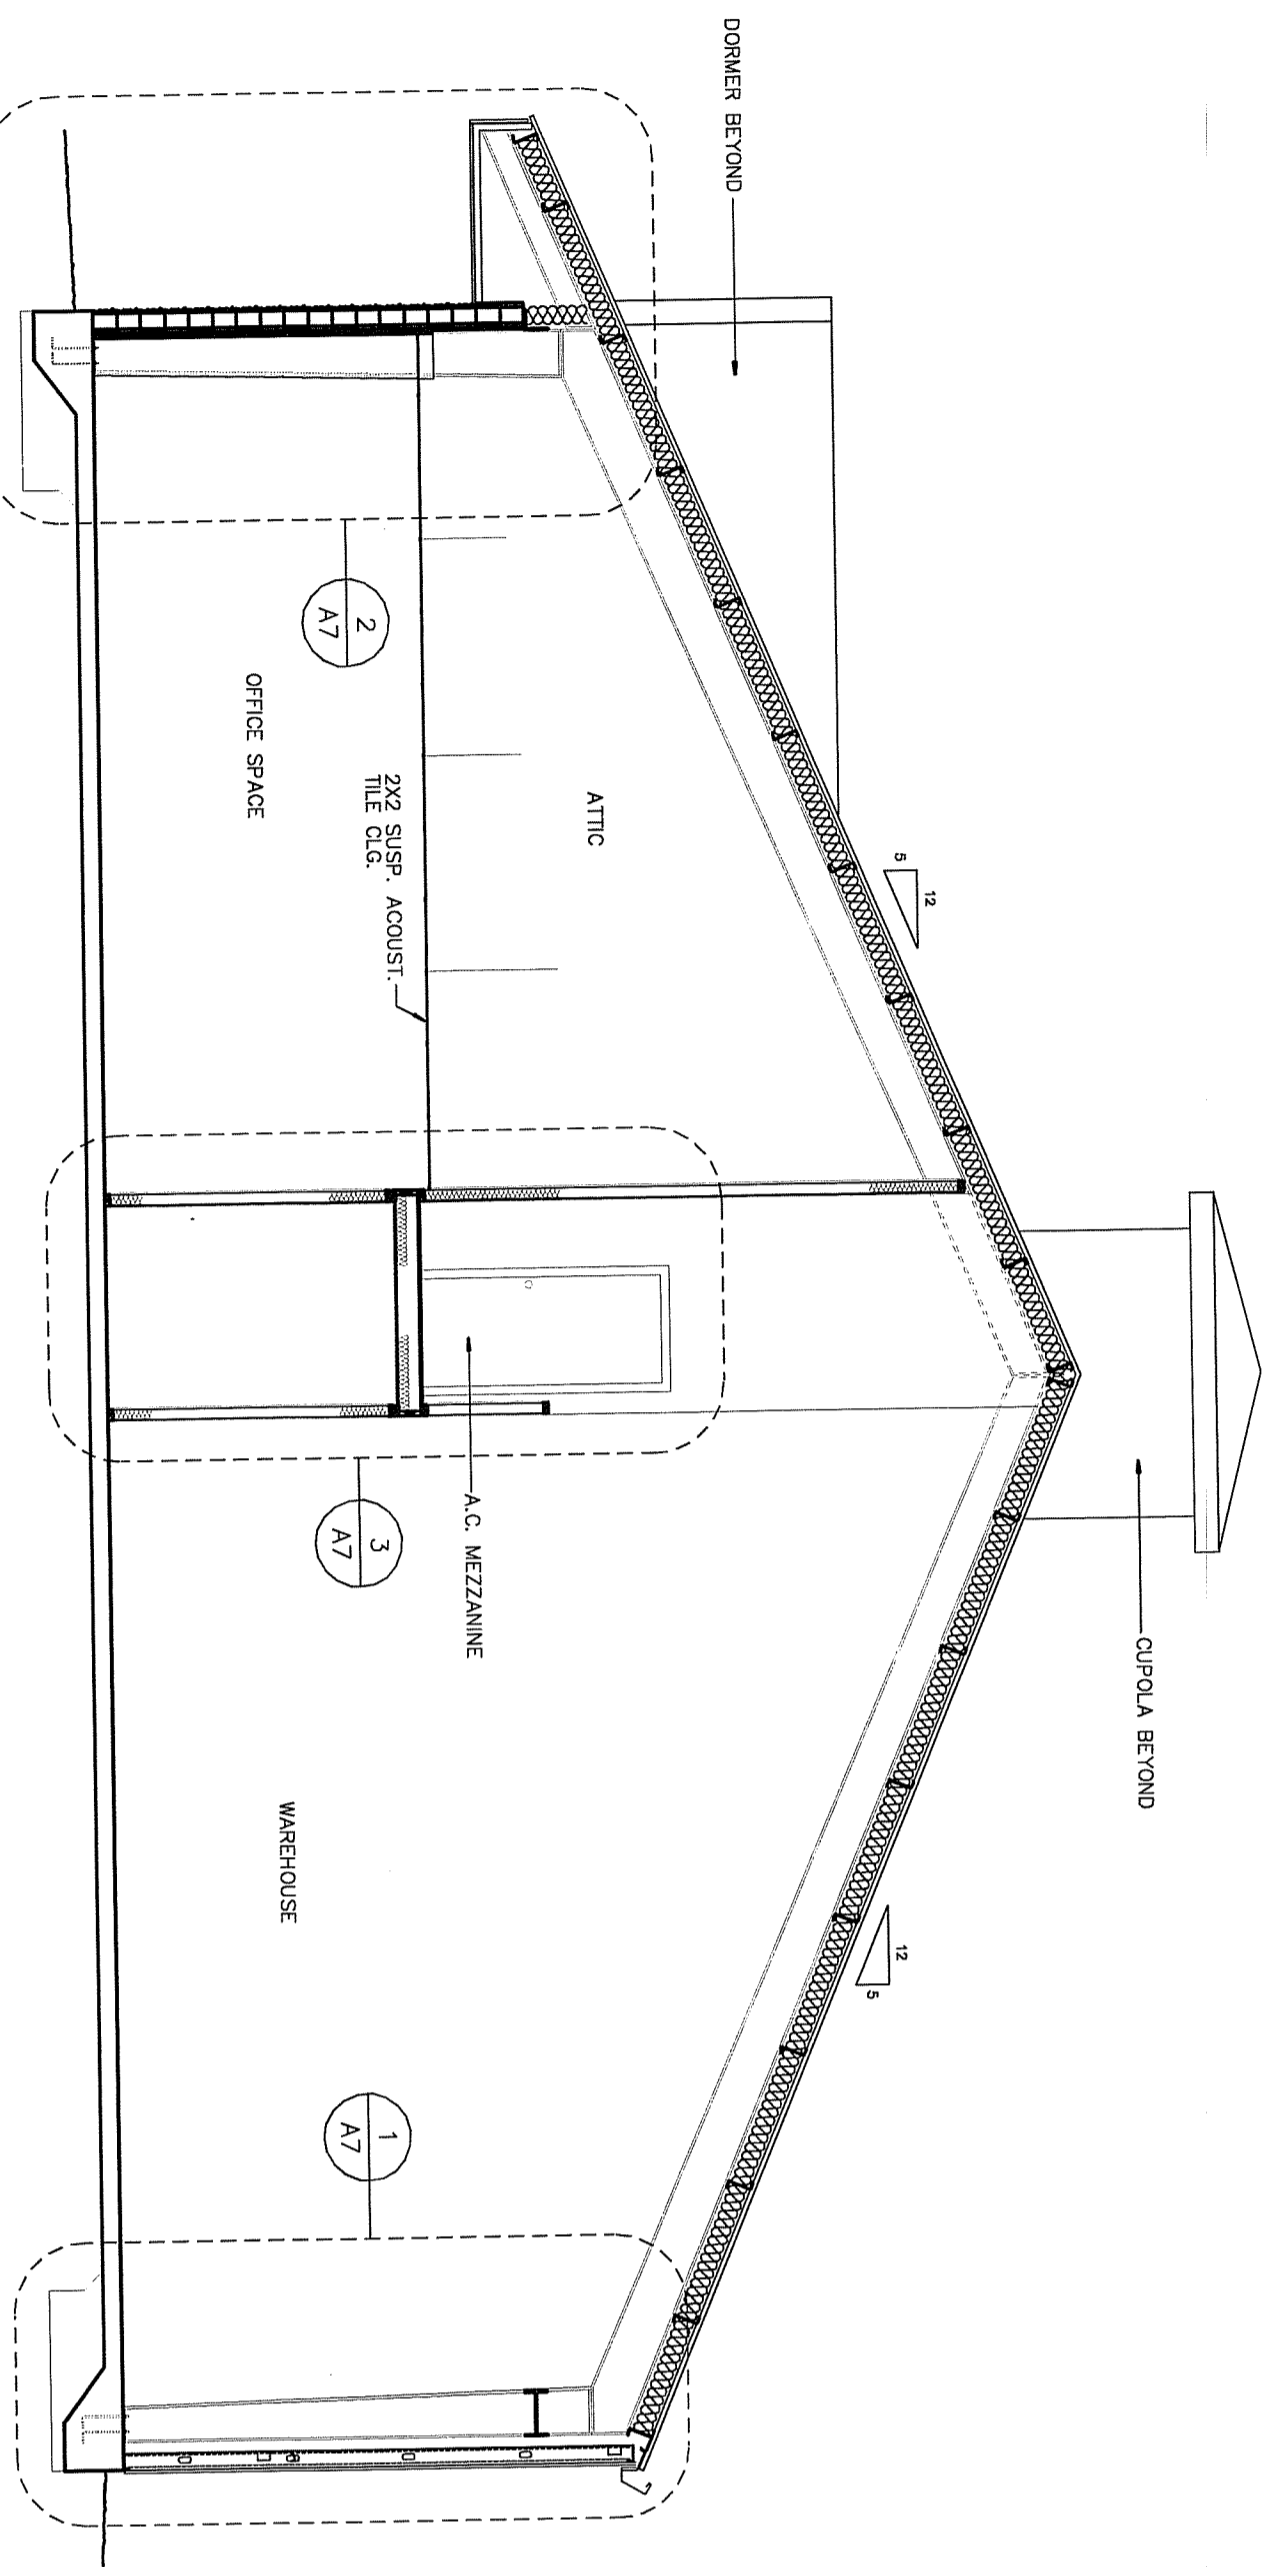 CUPOLA BEYOND
DORMER BEYOND
12
5
12
5
ATTIC
2X2 SUSP. ACOUST.
TILE CLG.
A.C. MEZZANINE
OFFICE SPACE
WAREHOUSE
2
A7
3
A7
1
A7